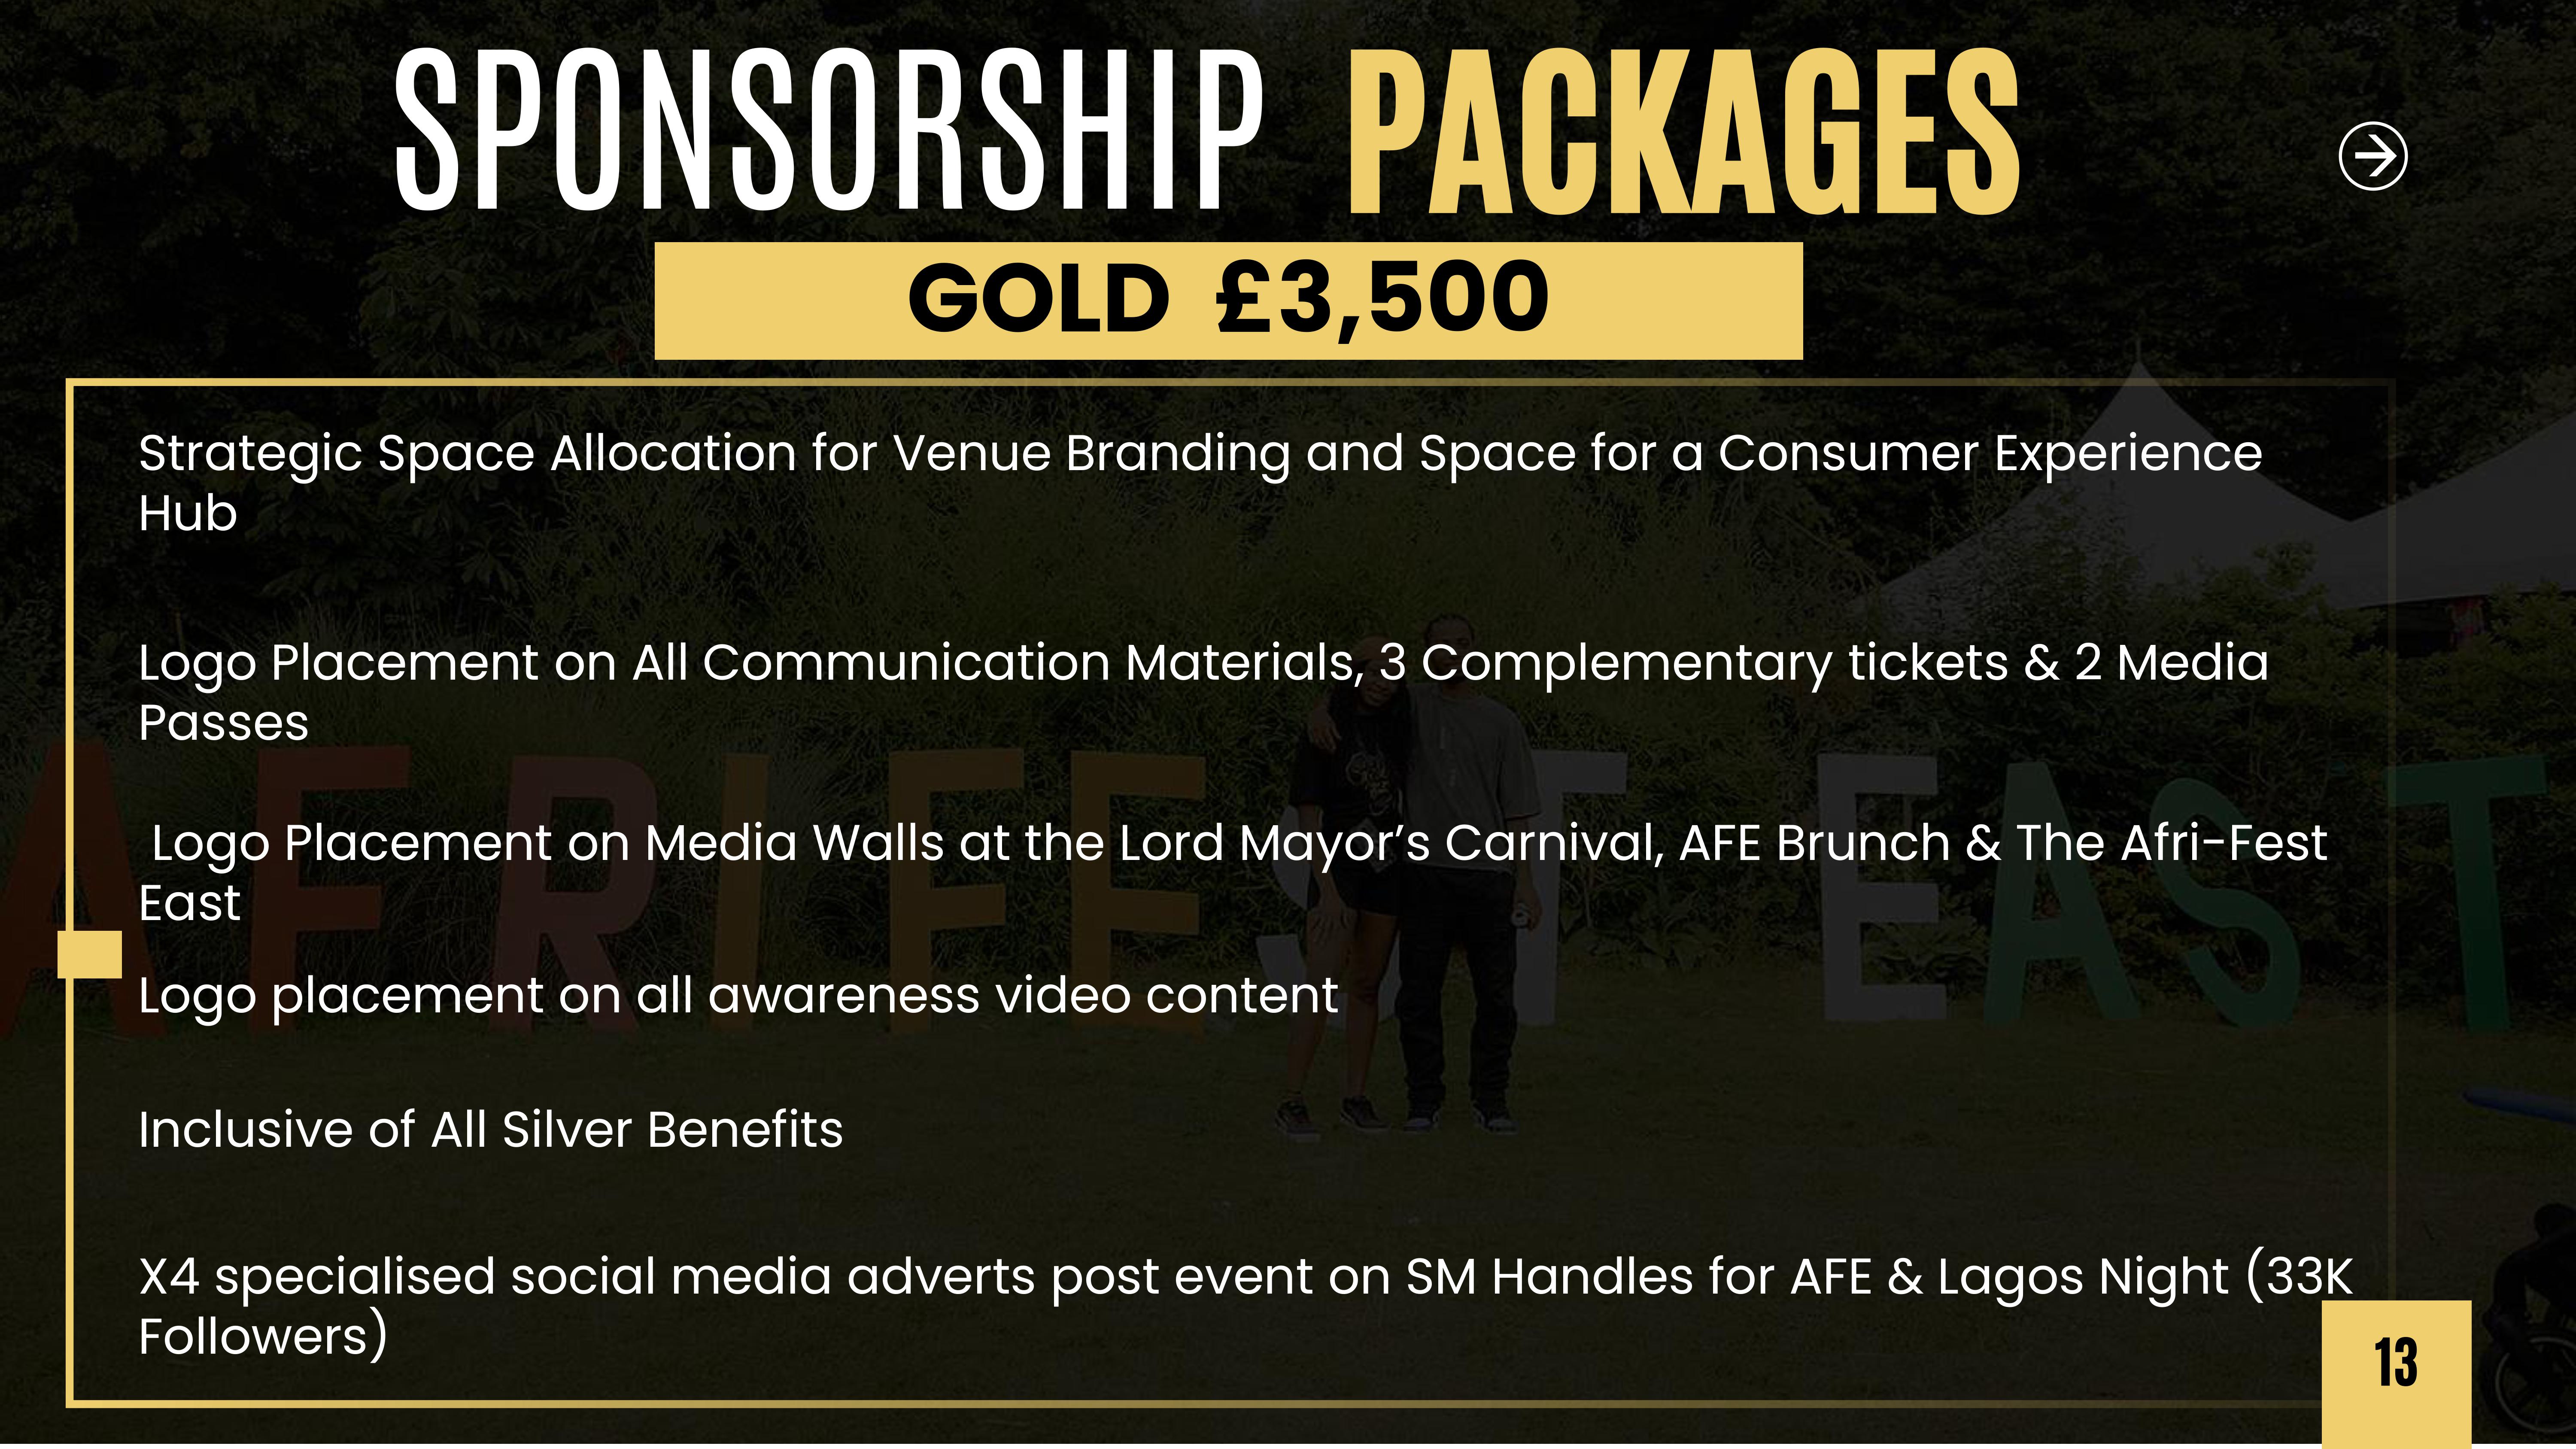 SPONSORSHIP PACKAGES
GOLD £3,500
Strategic Space Allocation for Venue Branding and Space for a Consumer Experience
Hub
Logo Placement on All Communication Materials, 3 Complementary tickets & 2 Media
Passes
Logo Placement on Media Walls at the Lord Mayor’s Carnival, AFE Brunch & The Afri-Fest
East
Logo placement on all awareness video content
Inclusive of All Silver Benefits
X4 specialised social media adverts post event on SM Handles for AFE & Lagos Night (33K
Followers)
13
AFRIFEST EAST